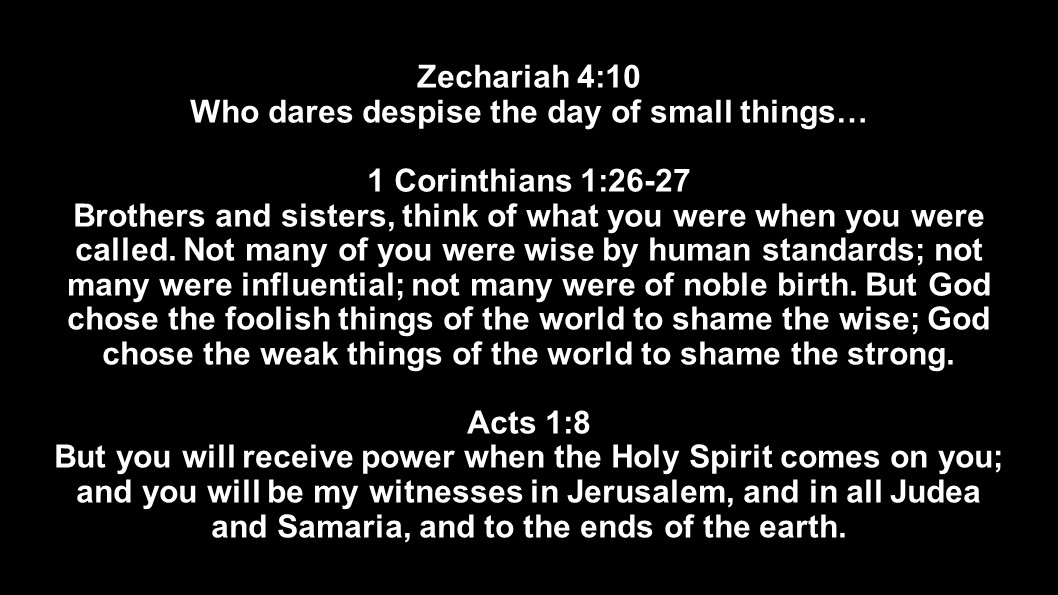 Zechariah 4:10
Who dares despise the day of small things…
1 Corinthians 1:26-27
Brothers and sisters, think of what you were when you were
called. Not many of you were wise by human standards; not
many were influential; not many were of noble birth. But God
chose the foolish things of the world to shame the wise; God
chose the weak things of the world to shame the strong.
Acts 1:8
But you will receive power when the Holy Spirit comes on you;
and you will be my witnesses in Jerusalem, and in all Judea
and Samaria, and to the ends of the earth.